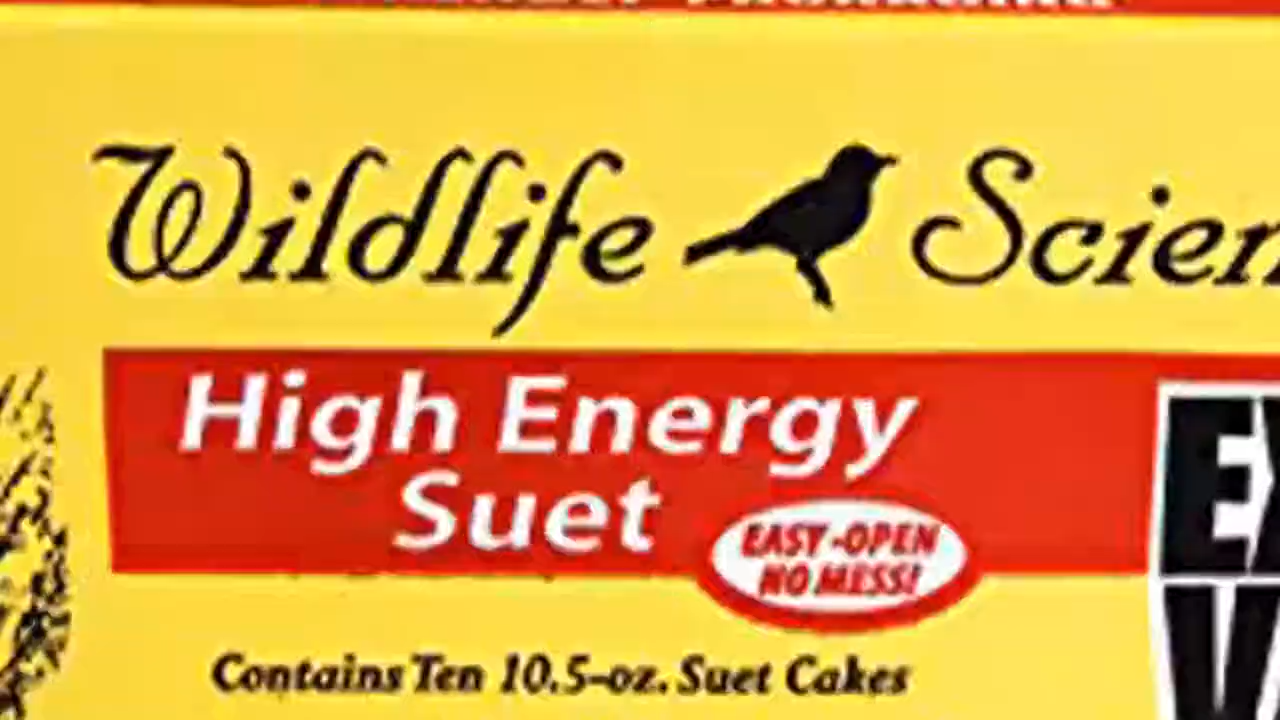 Wildlife Scien
High Energy
Suet
EASY-OPEN
NO MESS!
Contains Ten 10.5-oz. Suet Cakes